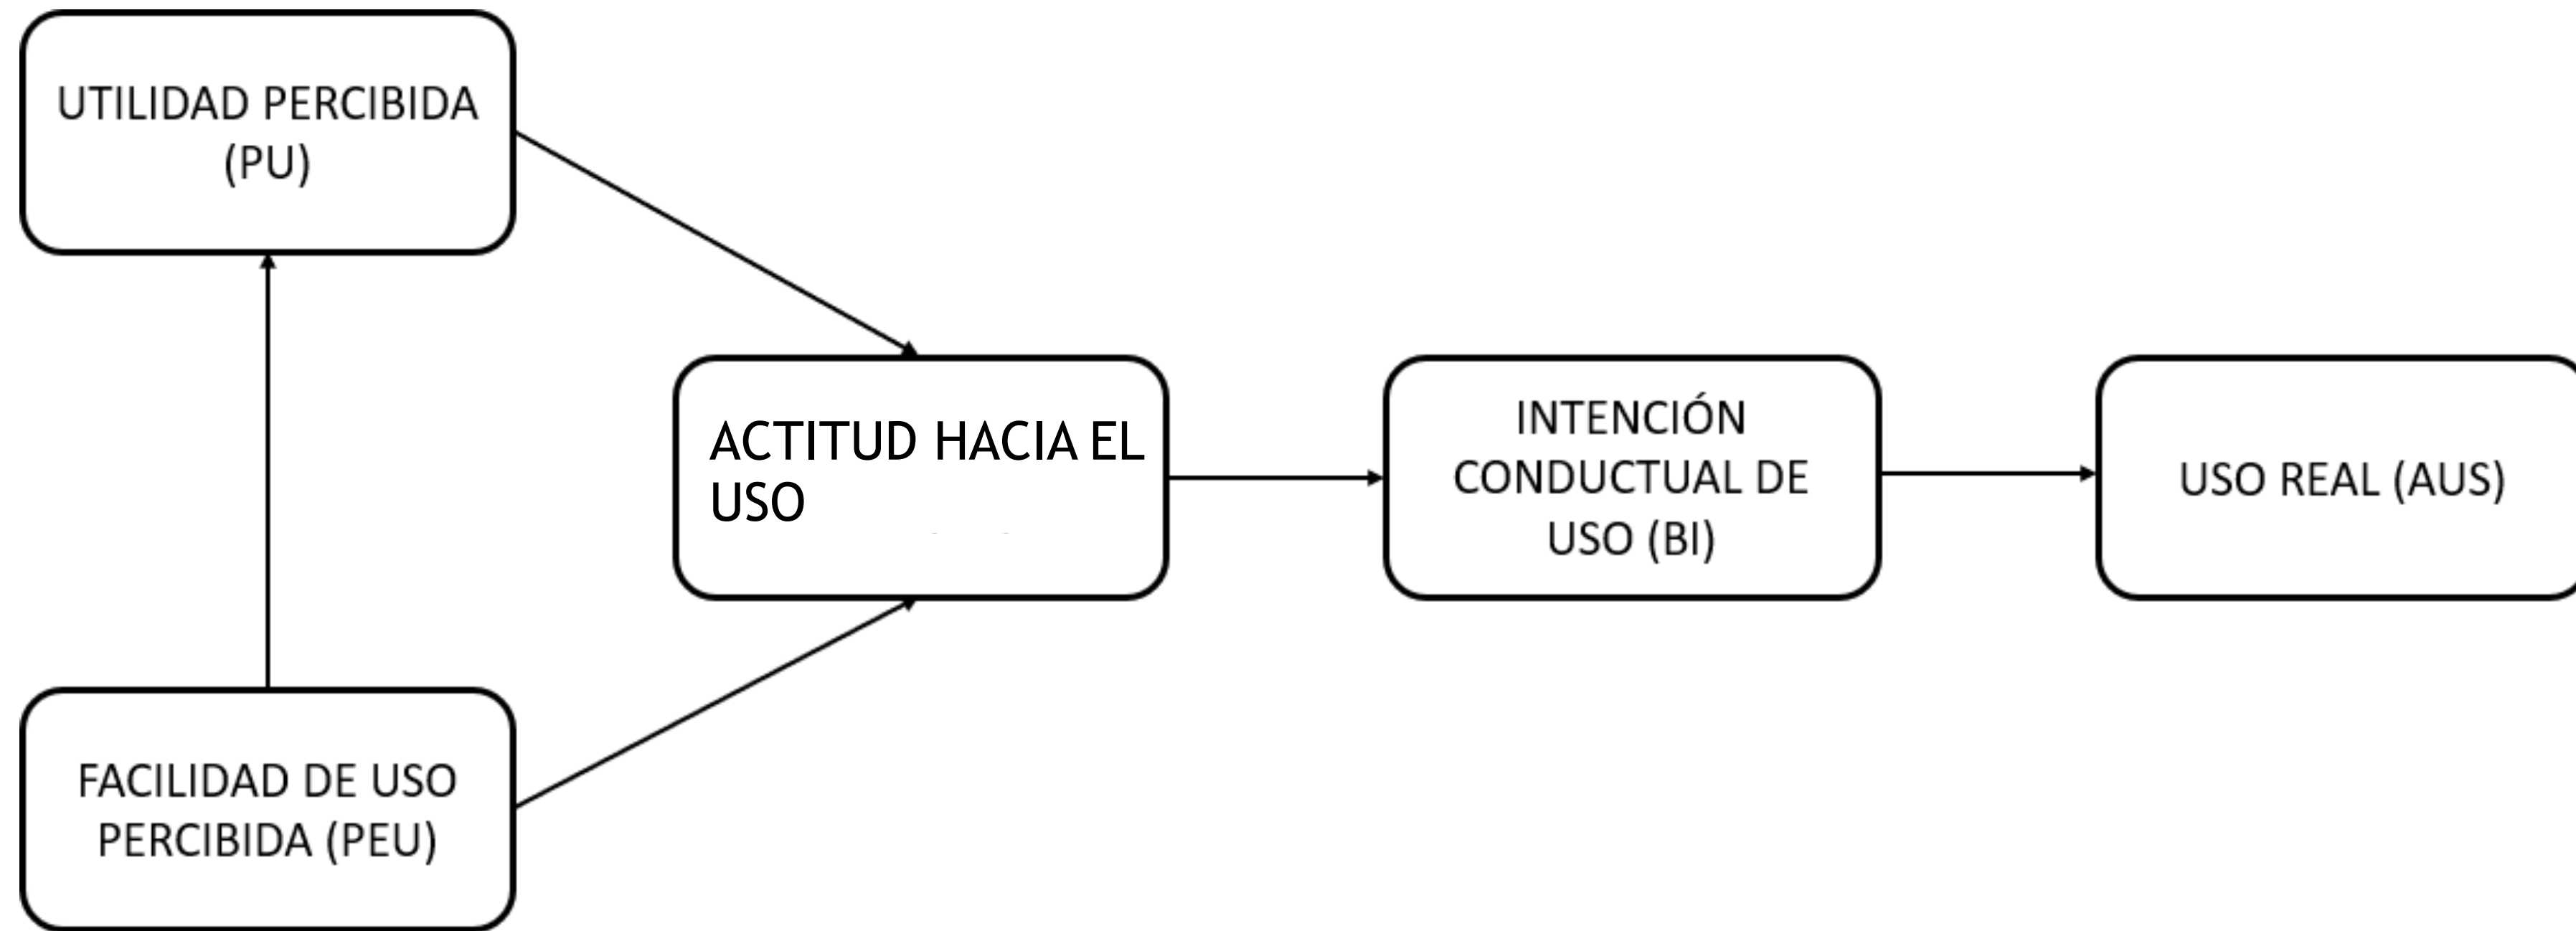 UTILIDAD PERCIBIDA
(PU)
ACTITUD HACIA EL
USO
INTENCIÓN
CONDUCTUAL DE
USO (BI)
USO REAL (AUS)
FACILIDAD DE USO
PERCIBIDA (PEU)